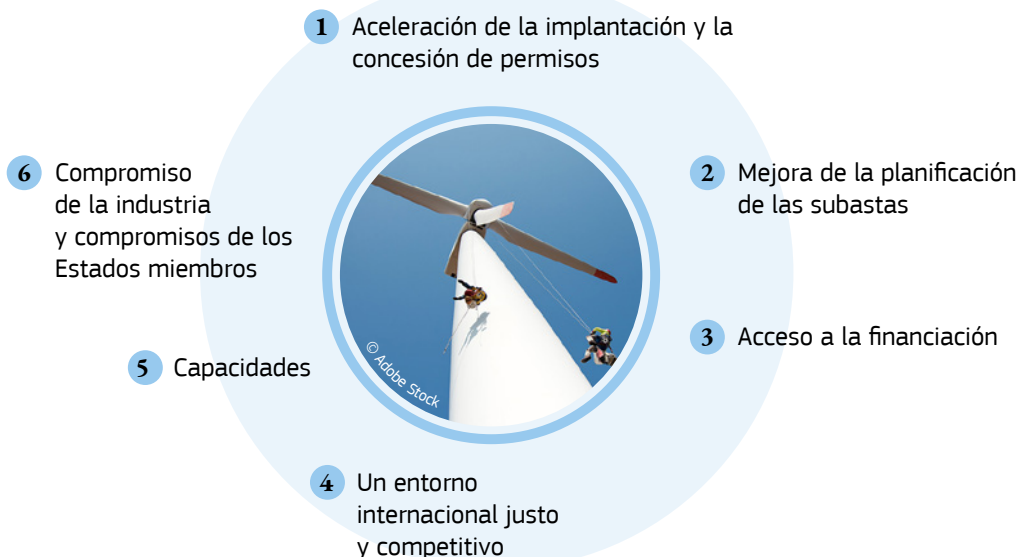 1 Aceleración de la implantación y la
concesión de permisos
2 Mejora de la planificación
de las subastas
3 Acceso a la financiación
4 Un entorno
internacional justo
y competitivo
5 Capacidades
6 Compromiso
de la industria
y compromisos de los
Estados miembros
© Adobe Stock